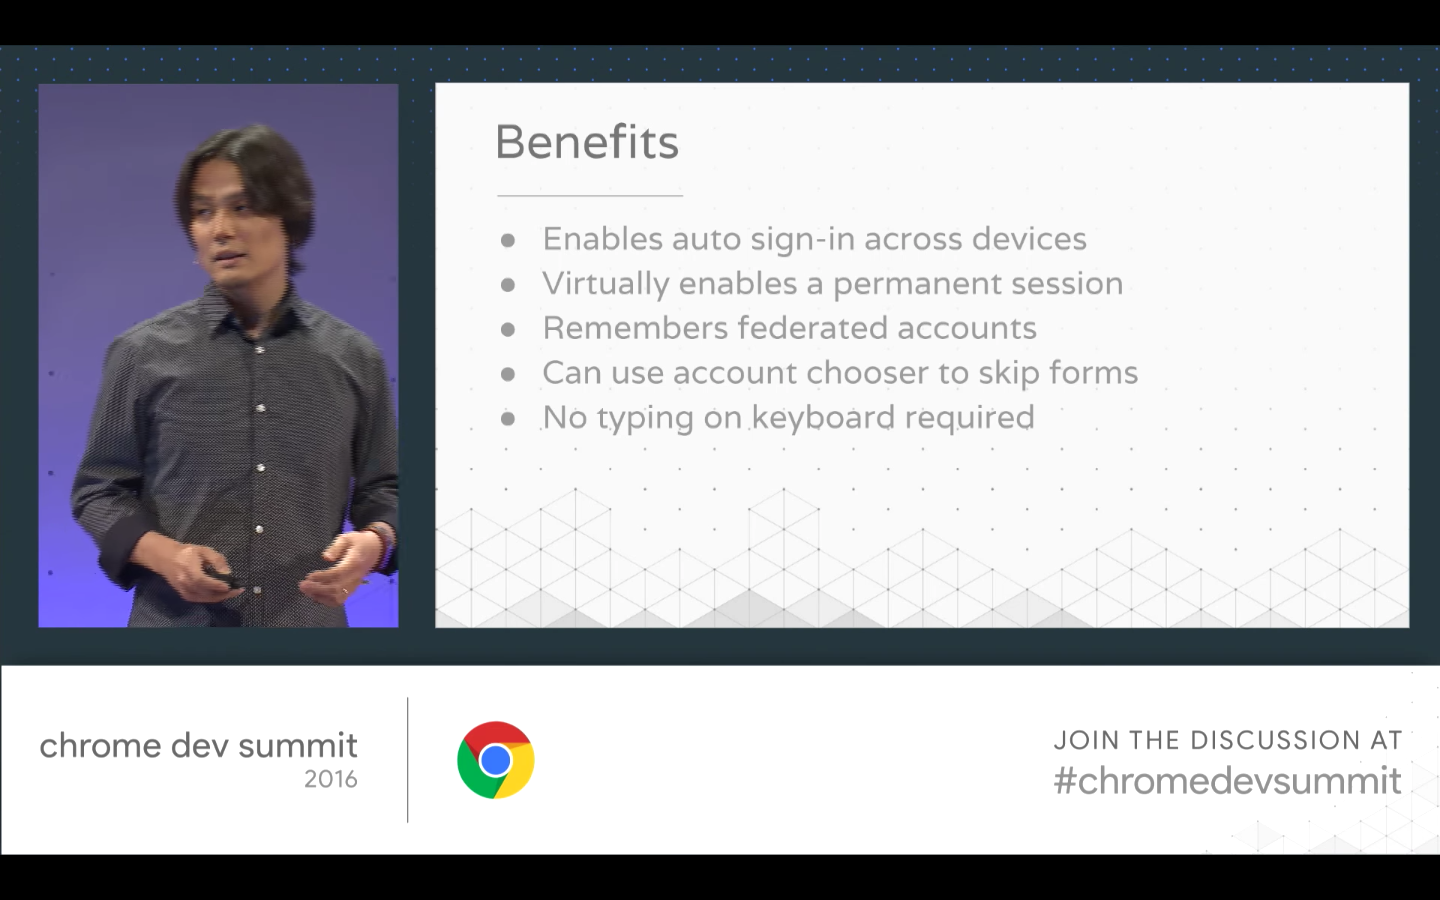 Benefits
● Enables auto sign-in across devices
● Virtually enables a permanent session
● Remembers federated accounts
● Can use account chooser to skip forms
● No typing on keyboard required
chrome dev summit
2016
JOIN THE DISCUSSION AT
#chromedevsummit